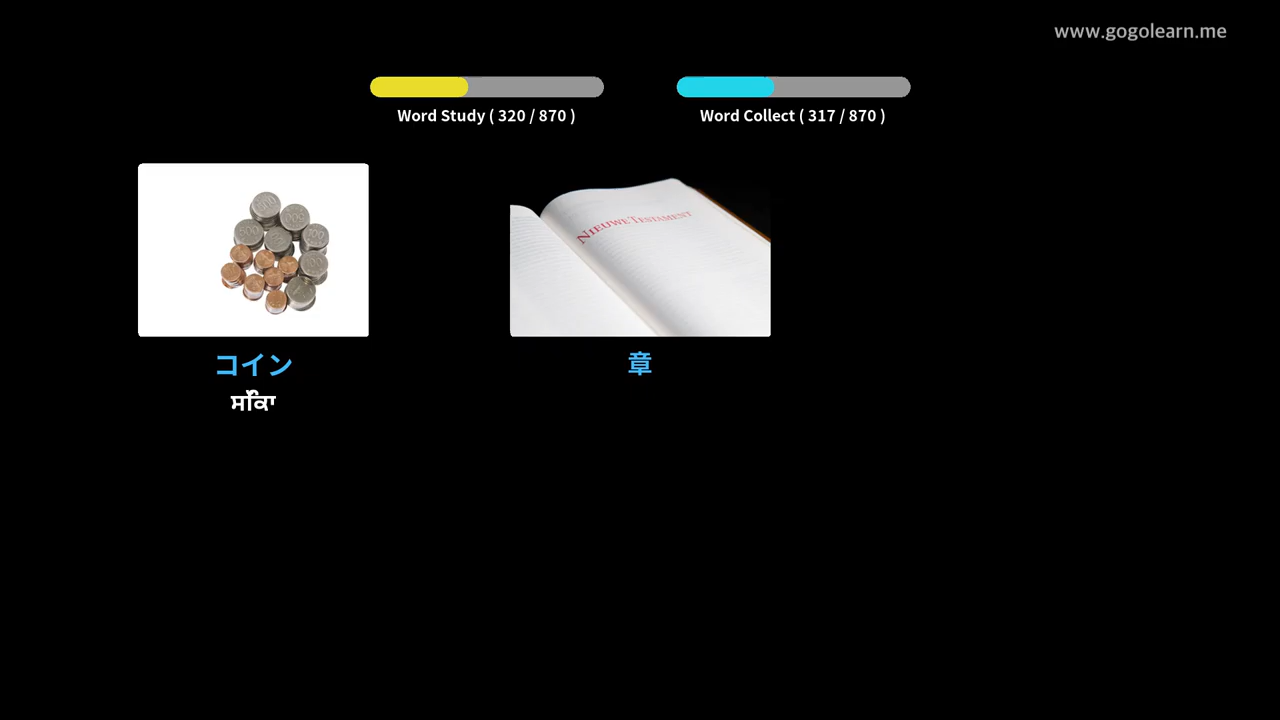 www.gogolearn.me
Word Study ( 320 / 870 )
Word Collect ( 317 / 870 )
NIEUWE TESTAMENT
コイン
章
ਸਿੱਕਾ